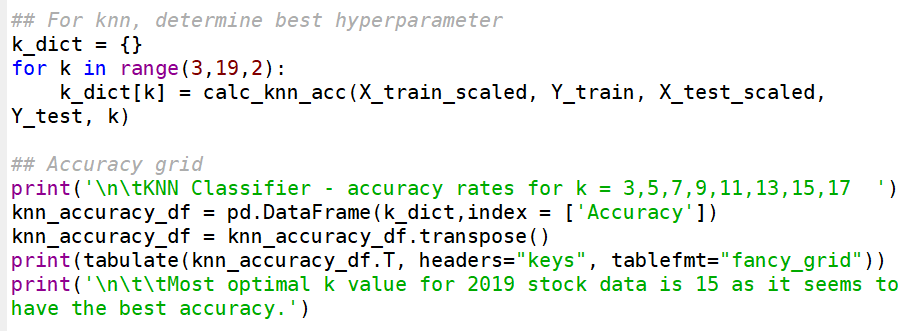 ## For knn, determine best hyperparameter
k_dict = {}
for k in range(3,19,2):
    k_dict[k] = calc_knn_acc(X_train_scaled, Y_train, X_test_scaled,
Y_test, k)

## Accuracy grid
print('\n\tKNN Classifier - accuracy rates for k = 3,5,7,9,11,13,15,17  ')
knn_accuracy_df = pd.DataFrame(k_dict,index = ['Accuracy'])
knn_accuracy_df = knn_accuracy_df.transpose()
print(tabulate(knn_accuracy_df.T, headers="keys", tablefmt="fancy_grid"))
print('\n\t\tMost optimal k value for 2019 stock data is 15 as it seems to
have the best accuracy.')